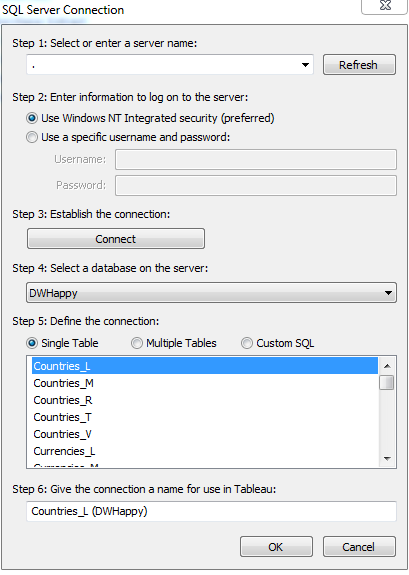 SQL Server Connection
Step 1: Select or enter a server name:
.
Refresh
Step 2: Enter information to log on to the server:
Use Windows NT Integrated security (preferred)
Use a specific username and password:
Username:
Password:
Step 3: Establish the connection:
Connect
Step 4: Select a database on the server:
DWHappy
Step 5: Define the connection:
Single Table Multiple Tables Custom SQL
Countries_L
Countries_M
Countries_R
Countries_T
Countries_V
Currencies_L
Currencies_M
Step 6: Give the connection a name for use in Tableau:
Countries_L (DWHappy)
OK Cancel